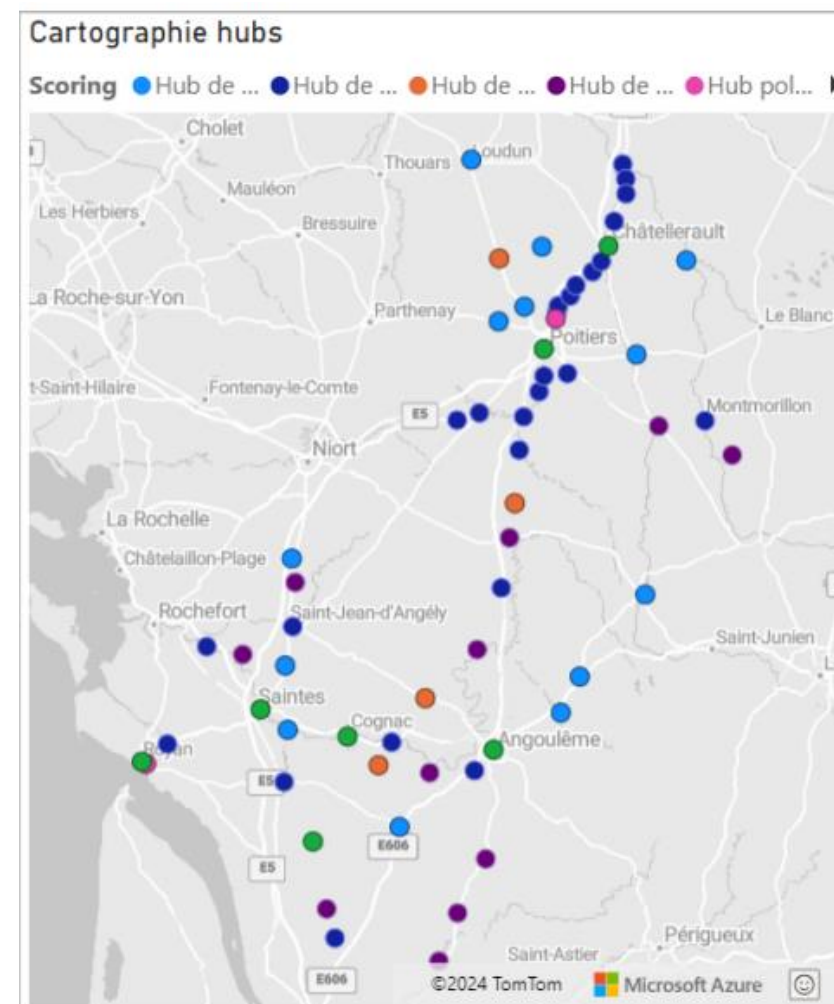 Cartographie hubs
Scoring Hub de ... Hub de ... Hub de ... Hub de ... Hub pol...
Cholet
Loudun
Thouars
Mauléon
Les Herbiers
Bressuire
Châtellerault
La Roche-sur-Yon
Parthenay
Le Blanc
Poitiers
t-Saint-Hilaire
Fontenay-le-Comte
E5
Montmorillon
Niort
La Rochelle
Châtelaillon-Plage
Rochefort
Saint-Jean-d'Angély
Saint-Junien
L
Saintes
Cognac
Angoulême
Royan
E5
E606
E5
Périgueux
Saint-Astier
E606
©2024 TomTom Microsoft Azure